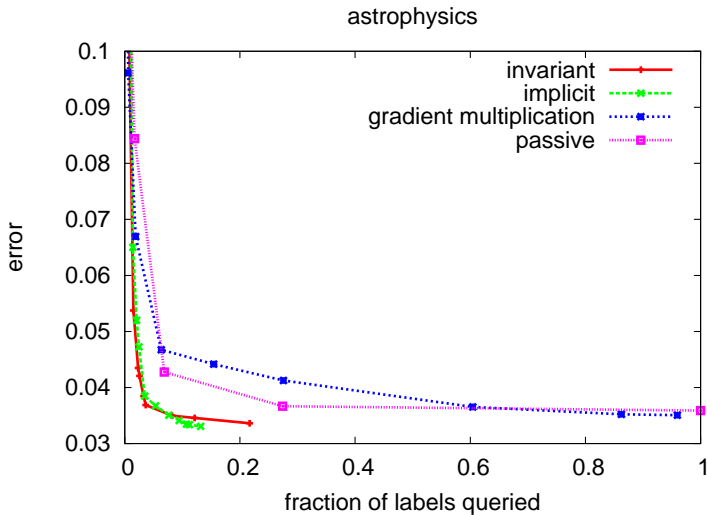 astrophysics
0.1
0.09
0.08
0.07
0.06
0.05
0.04
0.03
error
invariant
implicit
gradient multiplication
passive
0 0.2 0.4 0.6 0.8 1
fraction of labels queried